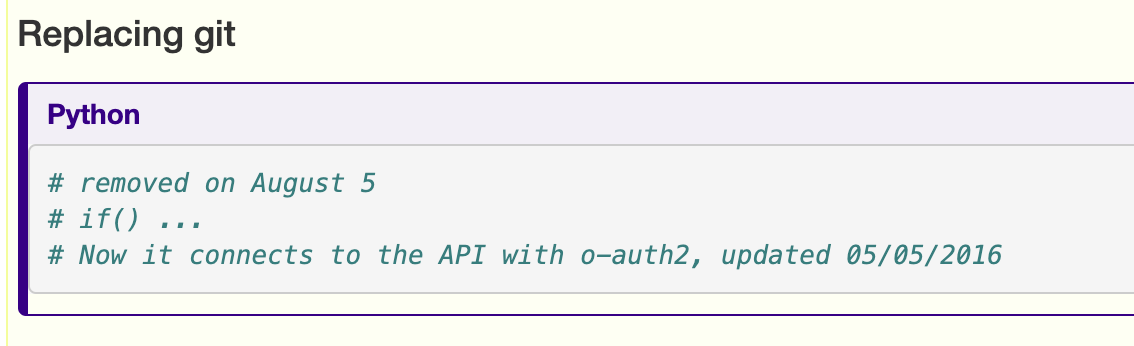 Replacing git
Python
# removed on August 5
# if() ...
# Now it connects to the API with o-auth2, updated 05/05/2016